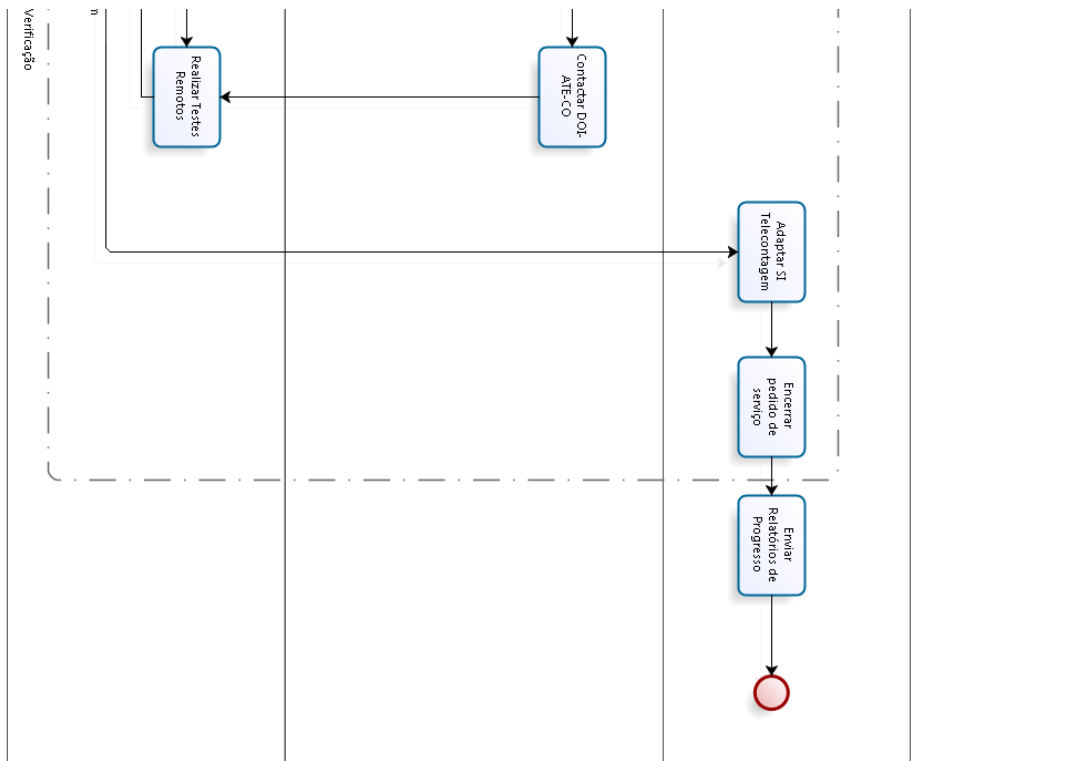 Verificação
m
Realizar Testes
Remotos
Contactar DOI-
ATE-CO
Adaptar SI
Telecontagem
Encerrar
pedido de
serviço
Enviar
Relatórios de
Progresso